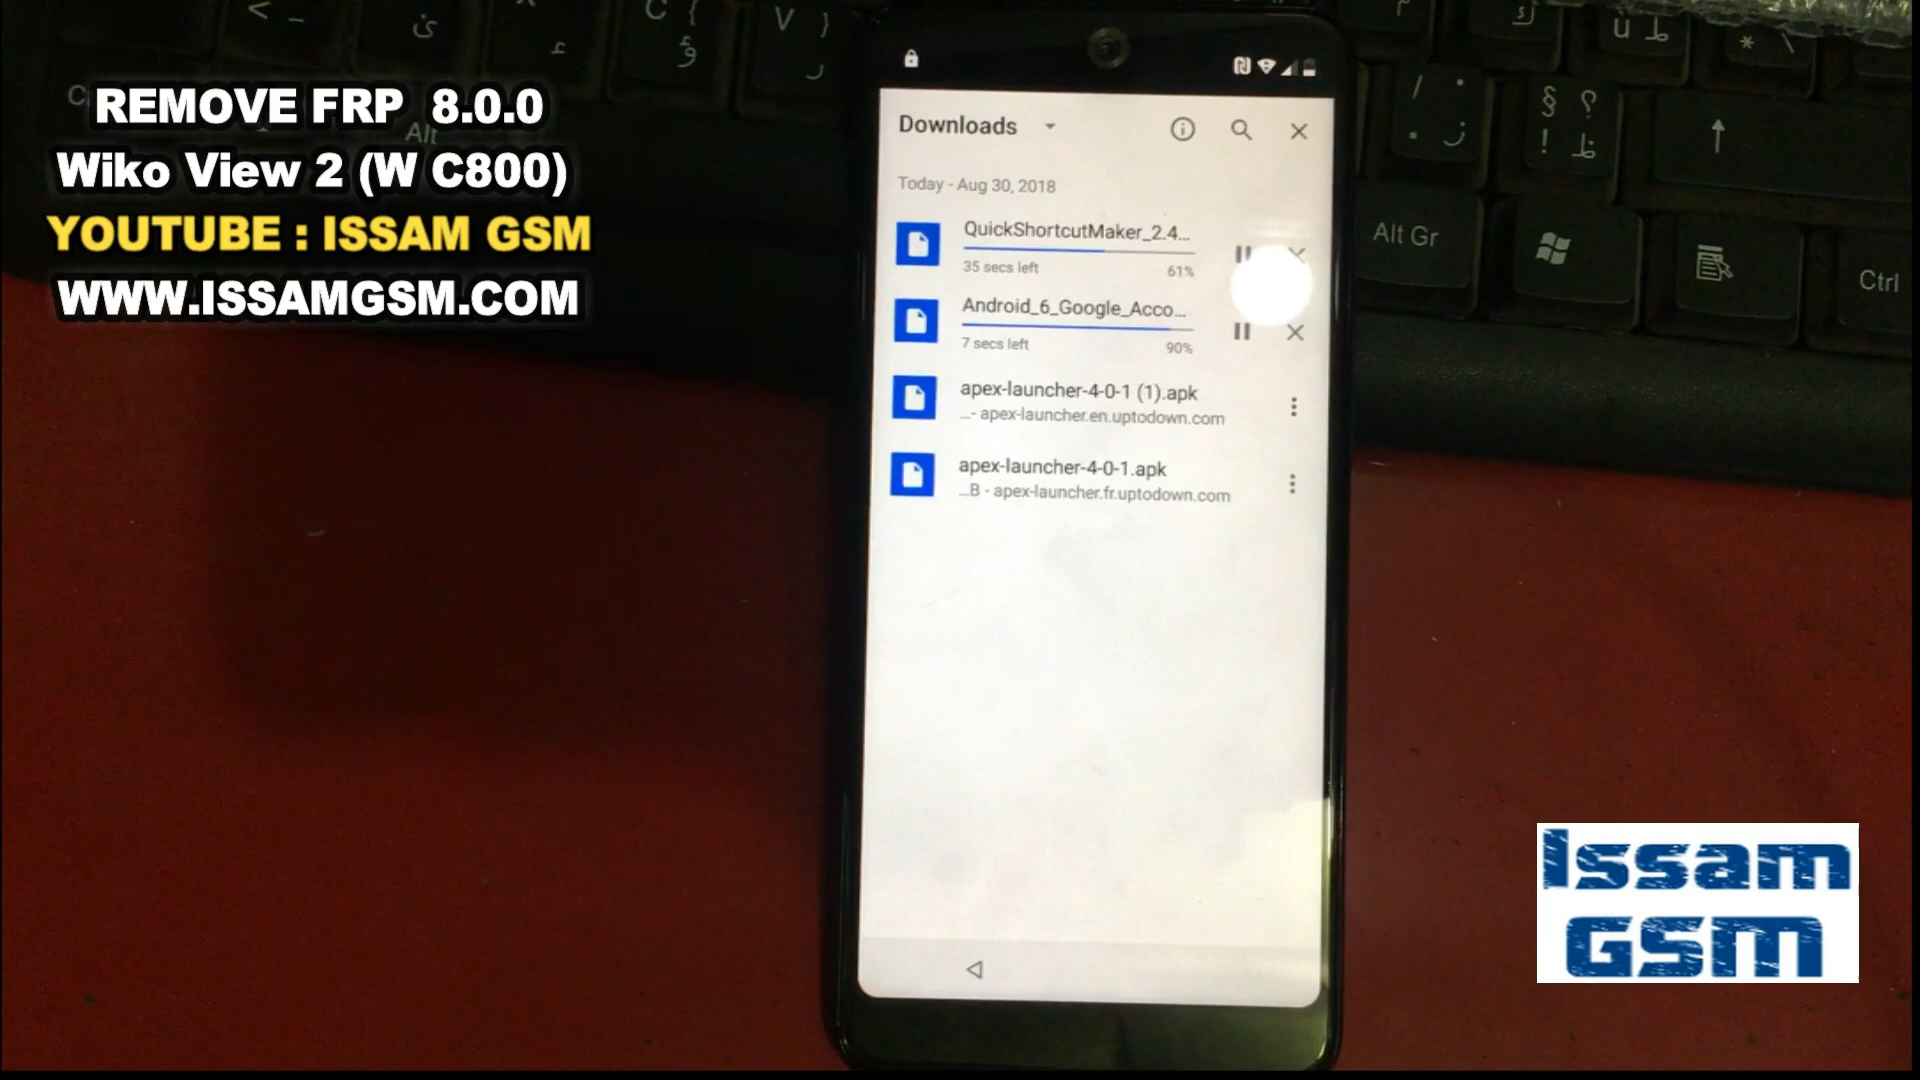 REMOVE FRP 8.0.0
Wiko View 2 (W C800)
YOUTUBE : ISSAM GSM
WWW.ISSAMGSM.COM
Downloads
Today - Aug 30, 2018
QuickShortcutMaker_2.4...
35 secs left
61%
Android_6_Google_Acco...
7 secs left
90%
apex-launcher-4-0-1 (1).apk
...- apex-launcher.en.uptodown.com
apex-launcher-4-0-1.apk
...B - apex-launcher.fr.uptodown.com
Alt
C {
V }
Alt Gr
Ctrl
Issam
GSM